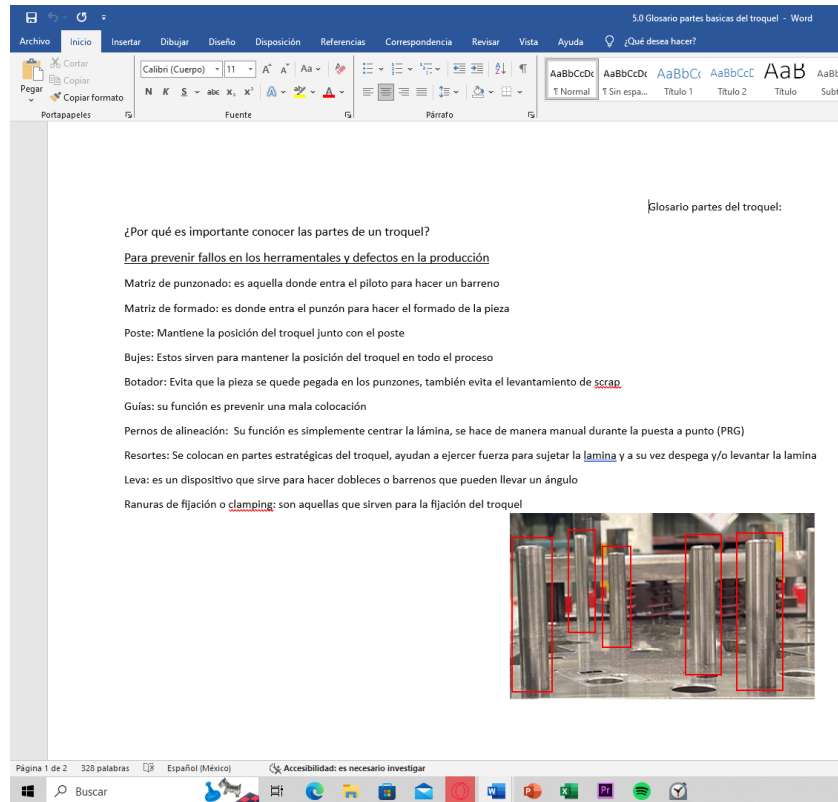 5.0 Glosario partes basicas del troquel - Word
Archivo Inicio Insertar Dibujar Diseño Disposición Referencias Correspondencia Revisar Vista Ayuda ¿Qué desea hacer?
Pegar
Cortar
Copiar
Copiar formato
Portapapeles
Calibri (Cuerpo) 11 A A Aa
N K S abc x₂ x² A aby A
Fuente
Párrafo
AaBbCcDc AaBbCcDc AaBbCc AaBbCcE AaB AaBb
¶ Normal ¶ Sin espa... Título 1 Título 2 Título Subt
Glosario partes del troquel:
¿Por qué es importante conocer las partes de un troquel?
Para prevenir fallos en los herramentales y defectos en la producción
Matriz de punzonado: es aquella donde entra el piloto para hacer un barreno
Matriz de formado: es donde entra el punzón para hacer el formado de la pieza
Poste: Mantiene la posición del troquel junto con el poste
Bujes: Estos sirven para mantener la posición del troquel en todo el proceso
Botador: Evita que la pieza se quede pegada en los punzones, también evita el levantamiento de scrap
Guías: su función es prevenir una mala colocación
Pernos de alineación: Su función es simplemente centrar la lámina, se hace de manera manual durante la puesta a punto (PRG)
Resortes: Se colocan en partes estratégicas del troquel, ayudan a ejercer fuerza para sujetar la lamina y a su vez despega y/o levantar la lamina
Leva: es un dispositivo que sirve para hacer dobleces o barrenos que pueden llevar un ángulo
Ranuras de fijación o clamping: son aquellas que sirven para la fijación del troquel
Página 1 de 2 328 palabras Español (México) Accesibilidad: es necesario investigar
Buscar